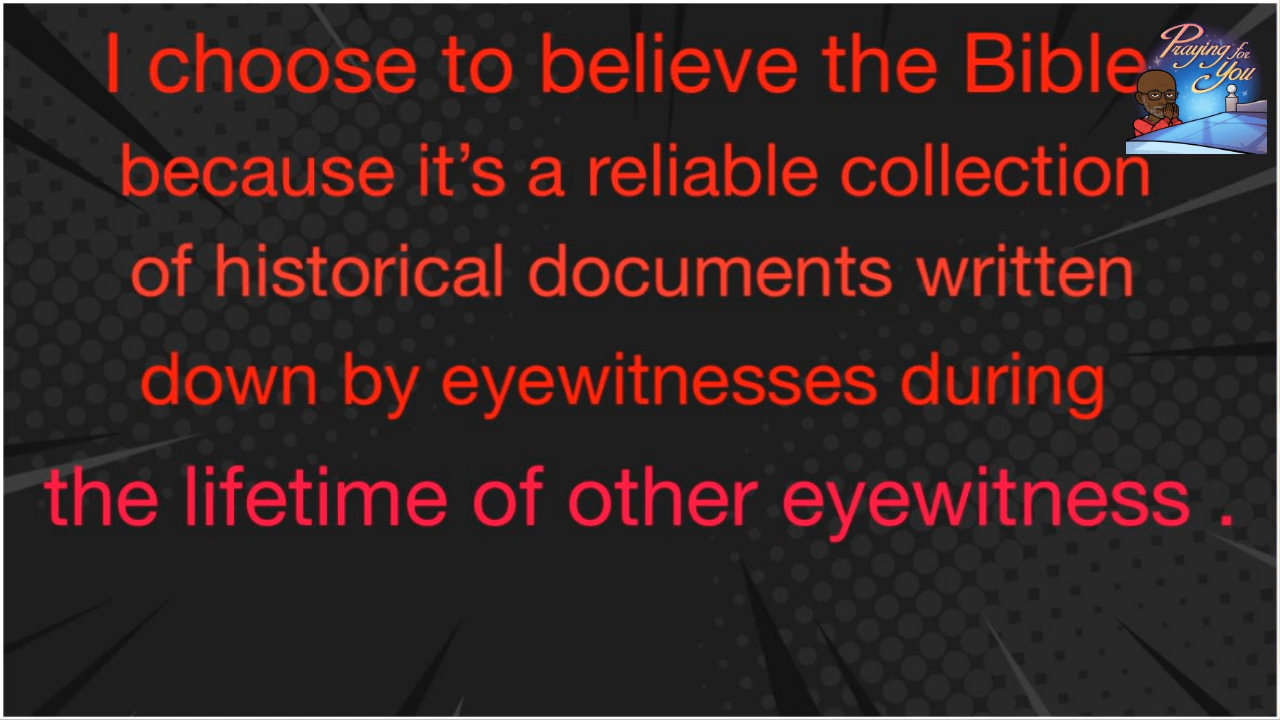 I choose to believe the Bible
because it’s a reliable collection
of historical documents written
down by eyewitnesses during
the lifetime of other eyewitness .
Praying for
You